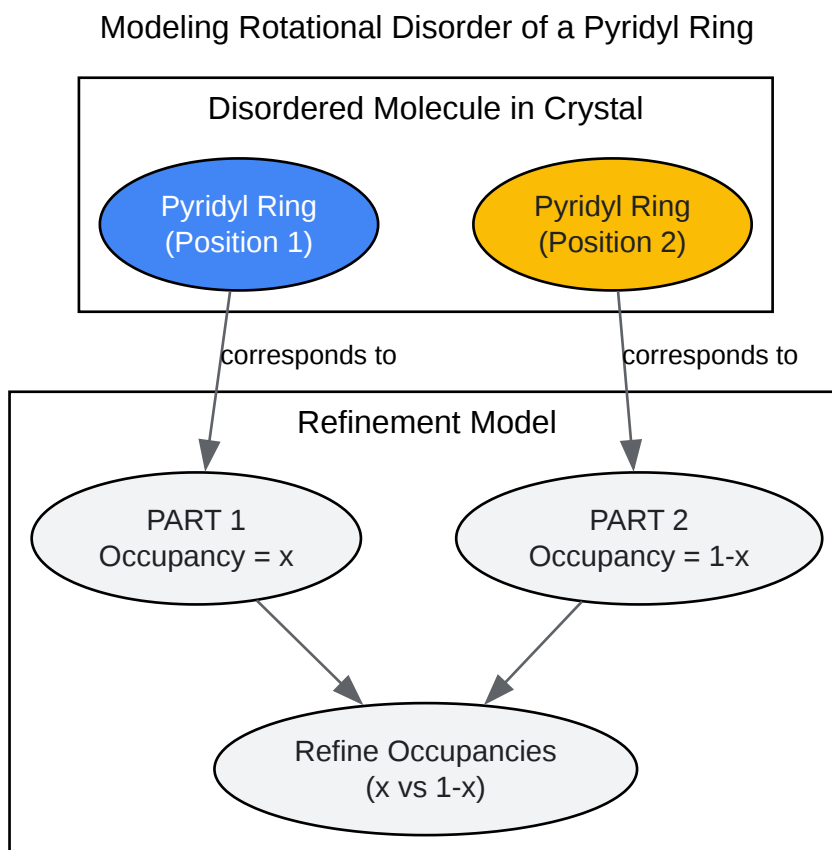 Modeling Rotational Disorder of a Pyridyl Ring
Disordered Molecule in Crystal
Pyridyl Ring
(Position 1)
Pyridyl Ring
(Position 2)
corresponds to
corresponds to
Refinement Model
PART 1
Occupancy = x
PART 2
Occupancy = 1-x
Refine Occupancies
(x vs 1-x)